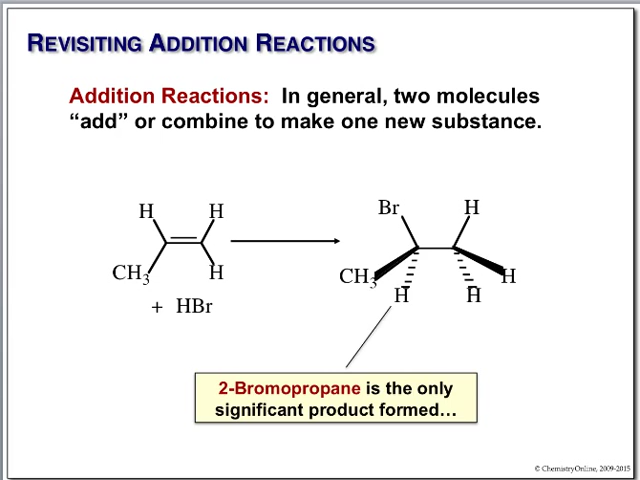 REVISITING ADDITION REACTIONS
Addition Reactions: In general, two molecules
“add” or combine to make one new substance.
H H
CH3 H
+ HBr
Br H
CH3 H
H H
2-Bromopropane is the only
significant product formed…
© ChemistryOnline, 2009-2015